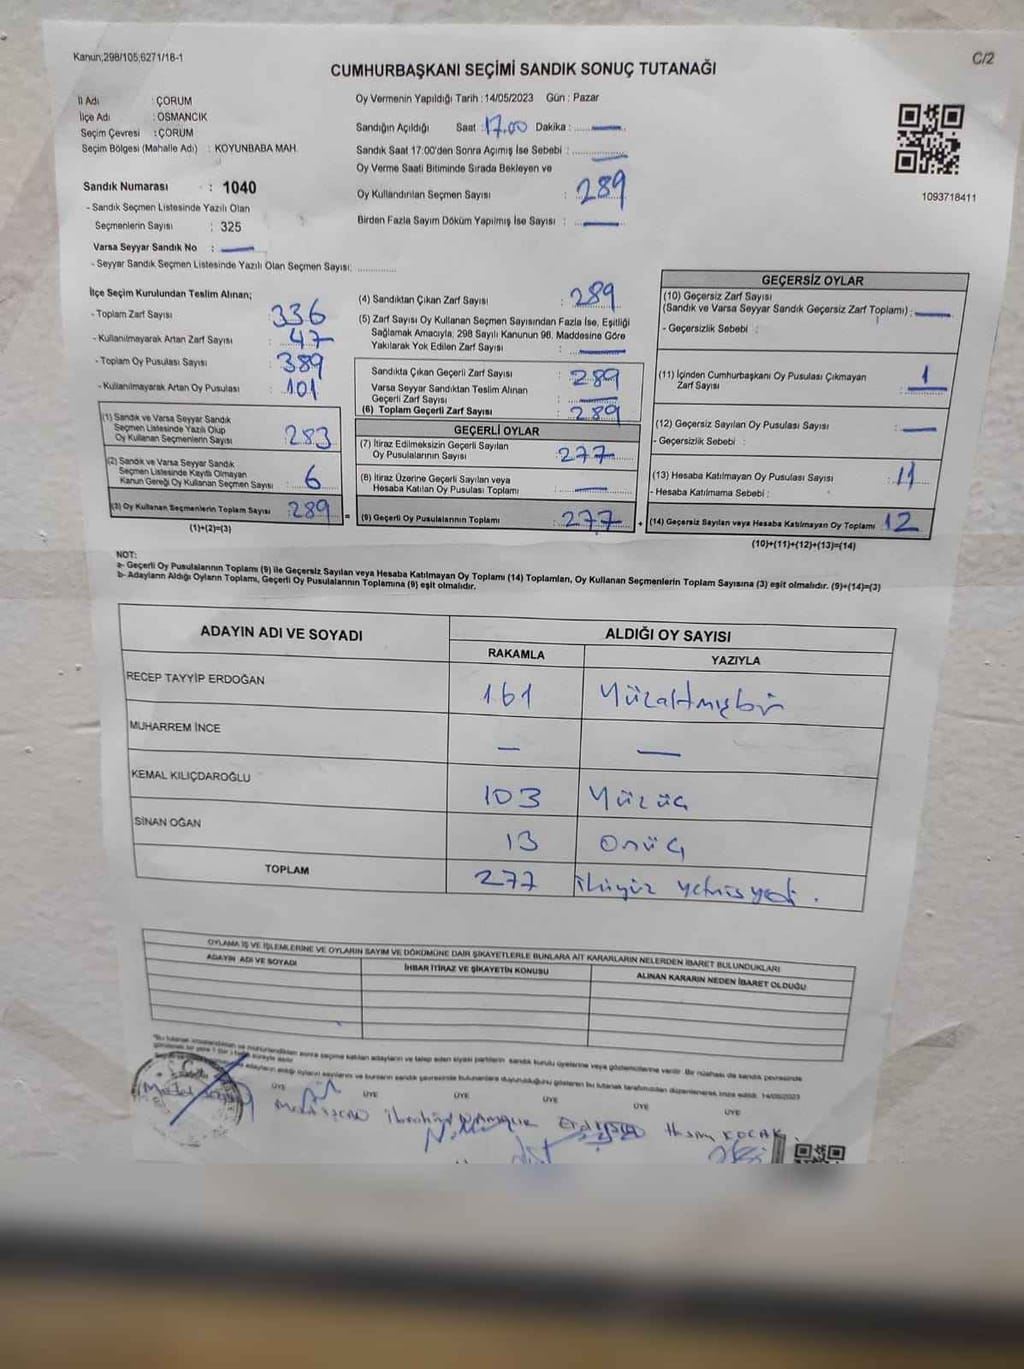 Kanun;298/105,6271/18-1
C/2
CUMHURBAŞKANI SEÇİMİ SANDIK SONUÇ TUTANAĞI
İl Adı : ÇORUM
İlçe Adı : OSMANCIK
Seçim Çevresi : ÇORUM
Seçim Bölgesi (Mahalle Adı) : KOYUNBABA MAH.
Sandık Numarası : 1040
- Sandık Seçmen Listesinde Yazılı Olan
Seçmenlerin Sayısı : 325
Varsa Seyyar Sandık No : —
- Seyyar Sandık Seçmen Listesinde Yazılı Olan Seçmen Sayısı: ............
Oy Vermenin Yapıldığı Tarih : 14/05/2023 Gün : Pazar
Sandığın Açıldığı Saat : 17.00 Dakika : —
Sandık Saat 17:00'den Sonra Açımış İse Sebebi : —
Oy Verme Saati Bitiminde Sırada Bekleyen ve
Oy Kullandırılan Seçmen Sayısı : 289
Birden Fazla Sayım Döküm Yapılmış İse Sayısı : —
1093718411
İlçe Seçim Kurulundan Teslim Alınan;
- Toplam Zarf Sayısı 336
- Kullanılmayarak Artan Zarf Sayısı 47
- Toplam Oy Pusulası Sayısı 389
- Kullanılmayarak Artan Oy Pusulası 101
(1) Sandık ve Varsa Seyyar Sandık
Seçmen Listesinde Yazılı Olup
Oy Kullanan Seçmenlerin Sayısı : 283
(2) Sandık ve Varsa Seyyar Sandık
Seçmen Listesinde Kayıtlı Olmayan
Kanun Gereği Oy Kullanan Seçmen Sayısı : 6
(3) Oy Kullanan Seçmenlerin Toplam Sayısı : 289
(1)+(2)=(3)
(4) Sandıktan Çıkan Zarf Sayısı : 289
(5) Zarf Sayısı Oy Kullanan Seçmen Sayısından Fazla İse, Eşitliği
Sağlamak Amacıyla, 298 Sayılı Kanunun 98. Maddesine Göre
Yakılarak Yok Edilen Zarf Sayısı : —
Sandıkta Çıkan Geçerli Zarf Sayısı : 289
Varsa Seyyar Sandıktan Teslim Alınan
Geçerli Zarf Sayısı : —
(6) Toplam Geçerli Zarf Sayısı : 289
GEÇERLİ OYLAR
(7) İtiraz Edilmeksizin Geçerli Sayılan
Oy Pusulalarının Sayısı : 277
(8) İtiraz Üzerine Geçerli Sayılan veya
Hesaba Katılan Oy Pusulası Toplamı : —
= (9) Geçerli Oy Pusulalarının Toplamı : 277
GEÇERSİZ OYLAR
(10) Geçersiz Zarf Sayısı
(Sandık ve Varsa Seyyar Sandık Geçersiz Zarf Toplamı) : —
- Geçersizlik Sebebi :
(11) İçinden Cumhurbaşkanı Oy Pusulası Çıkmayan
Zarf Sayısı : 1
(12) Geçersiz Sayılan Oy Pusulası Sayısı : —
- Geçersizlik Sebebi :
(13) Hesaba Katılmayan Oy Pusulası Sayısı : 11
- Hesaba Katılmama Sebebi :
+ (14) Geçersiz Sayılan veya Hesaba Katılmayan Oy Toplamı : 12
(10)+(11)+(12)+(13)=(14)
NOT:
a- Geçerli Oy Pusulalarının Toplamı (9) ile Geçersiz Sayılan veya Hesaba Katılmayan Oy Toplamı (14) Toplamları, Oy Kullanan Seçmenlerin Toplam Sayısına (3) eşit olmalıdır. (9)+(14)=(3)
b- Adayların Aldığı Oyların Toplamı, Geçerli Oy Pusulalarının Toplamına (9) eşit olmalıdır.
ADAYIN ADI VE SOYADI
ALDIĞI OY SAYISI
RAKAMLA YAZIYLA
RECEP TAYYİP ERDOĞAN 161 Yüzaltmışbir
MUHARREM İNCE — —
KEMAL KILIÇDAROĞLU 103 Yüzüç
SİNAN OĞAN 13 Onüç
TOPLAM 277 ikiyüz yetmişyedi.
OYLAMA İŞ VE İŞLEMLERİNE VE OYLARIN SAYIM VE DÖKÜMÜNE DAİR ŞİKAYETLERLE BUNLARA AİT KARARLARIN NELERDEN İBARET BULUNDUKLARI
ADAYIN ADI VE SOYADI İHBAR İTİRAZ VE ŞİKAYETİN KONUSU ALINAN KARARIN NEDEN İBARET OLDUĞU
14/05/2023
ÜYE ÜYE ÜYE ÜYE ÜYE ÜYE
KOÇAK